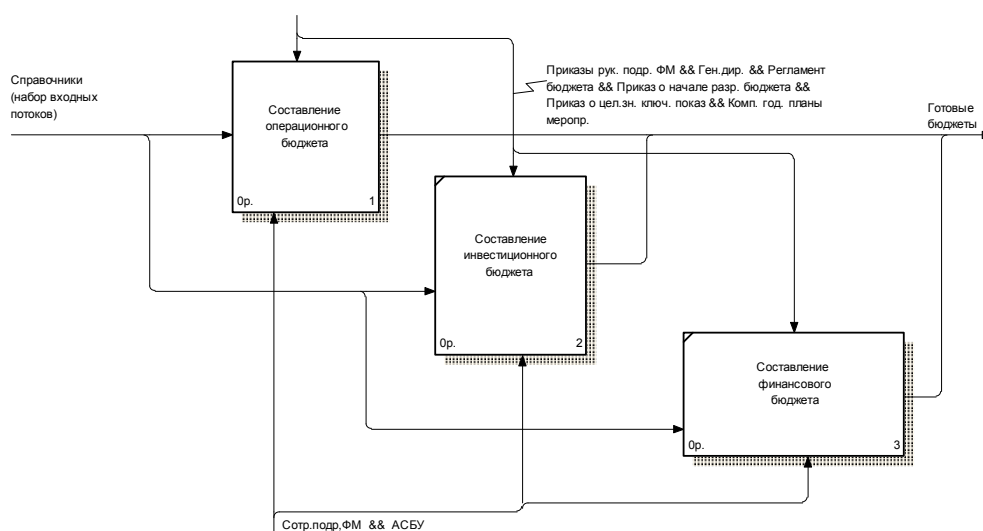 Справочники
(набор входных
потоков)
Составление
операционного
бюджета
0р.
1
Приказы рук. подр. ФМ && Ген.дир. && Регламент
бюджета && Приказ о начале разр. бюджета &&
Приказ о цел.зн. ключ. показ && Комп. год. планы
меропр.
Готовые
бюджеты
Составление
инвестиционного
бюджета
0р.
2
Составление
финансового
бюджета
0р.
3
Сотр.подр,ФМ && АСБУ